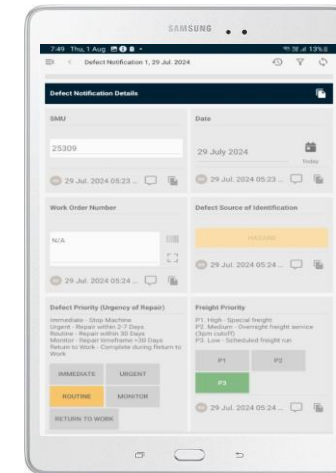 SAMSUNG
7:49 Thu, 1 Aug
13%
Defect Notification 1, 29 Jul. 2024
Defect Notification Details
SMU
Date
25309
29 July 2024
Today
29 Jul. 2024 05:23 ...
29 Jul. 2024 05:23 ...
Work Order Number
Defect Source of Identification
N/A
HAZARD
29 Jul. 2024 05:24 ...
29 Jul. 2024 05:24 ...
Defect Priority (Urgency of Repair)
Freight Priority
Immediate - Stop Machine
Urgent - Repair within 2-7 Days
Routine - Repair within 30 Days
Monitor - Repair timeframe >30 Days
Return to Work - Complete during Return to
Work
P1. High - Special freight
P2. Medium - Overnight freight service
(3pm cutoff)
P3. Low - Scheduled freight run
IMMEDIATE
URGENT
P1
P2
ROUTINE
MONITOR
P3
RETURN TO WORK
29 Jul. 2024 05:24 ...